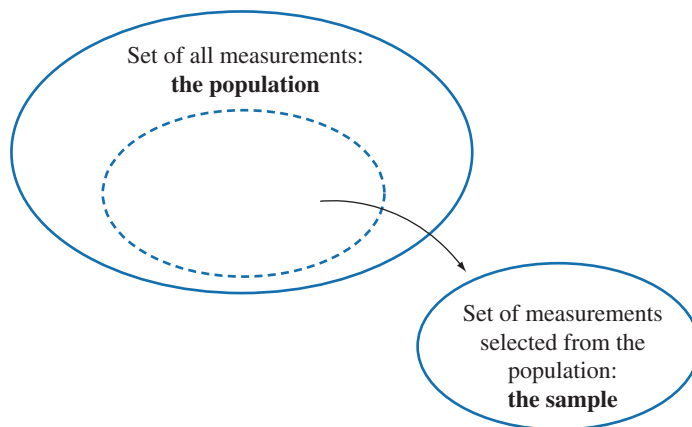 Set of all measurements:
the population
Set of measurements
selected from the
population:
the sample